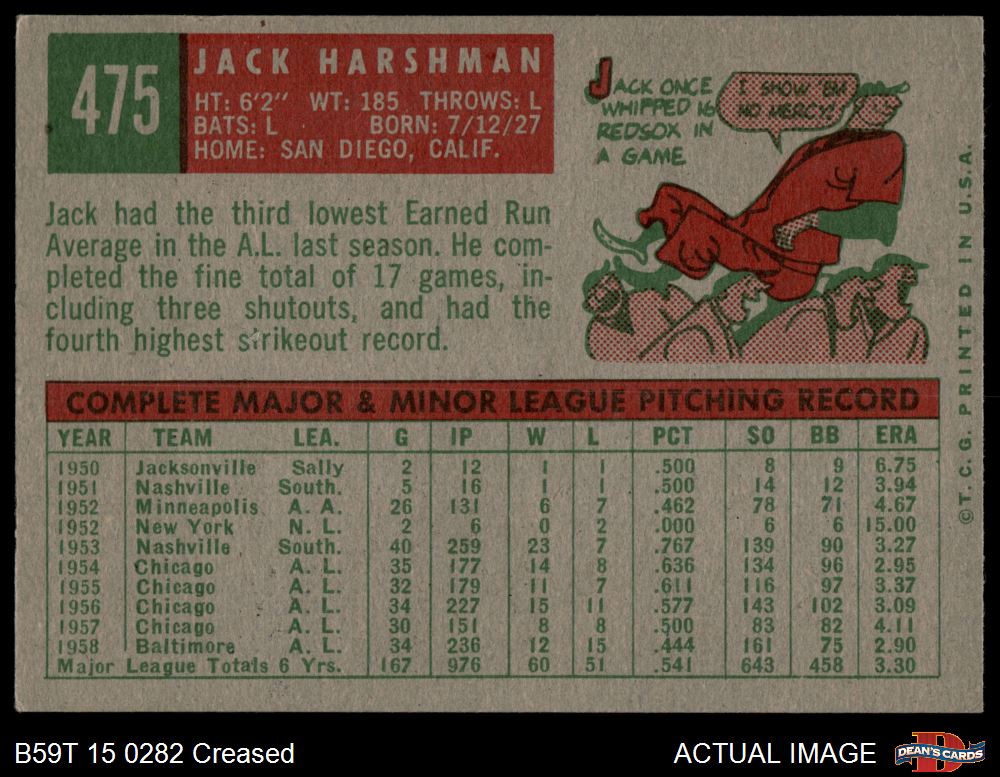 475
JACK HARSHMAN
HT: 6'2" WT: 185 THROWS: L
BATS: L BORN: 7/12/27
HOME: SAN DIEGO, CALIF.
JACK ONCE
WHIPPED 16
REDSOX IN
A GAME
I SHOW 'EM
NO MERCY!
Jack had the third lowest Earned Run
Average in the A.L. last season. He com-
pleted the fine total of 17 games, in-
cluding three shutouts, and had the
fourth highest strikeout record.
COMPLETE MAJOR & MINOR LEAGUE PITCHING RECORD
YEAR TEAM LEA. G IP W L PCT SO BB ERA
1950 Jacksonville Sally 2 12 1 1 .500 8 9 6.75
1951 Nashville South. 5 16 1 1 .500 14 12 3.94
1952 Minneapolis A. A. 26 131 6 7 .462 78 71 4.67
1952 New York N. L. 2 6 0 2 .000 6 6 15.00
1953 Nashville South. 40 259 23 7 .767 139 90 3.27
1954 Chicago A. L. 35 177 14 8 .636 134 96 2.95
1955 Chicago A. L. 32 179 11 7 .611 116 97 3.37
1956 Chicago A. L. 34 227 15 11 .577 143 102 3.09
1957 Chicago A. L. 30 151 8 8 .500 83 82 4.11
1958 Baltimore A. L. 34 236 12 15 .444 161 75 2.90
Major League Totals 6 Yrs. 167 976 60 51 .541 643 458 3.30
©T.C.G. PRINTED IN U.S.A.
B59T 15 0282 Creased
ACTUAL IMAGE
DEAN'S CARDS